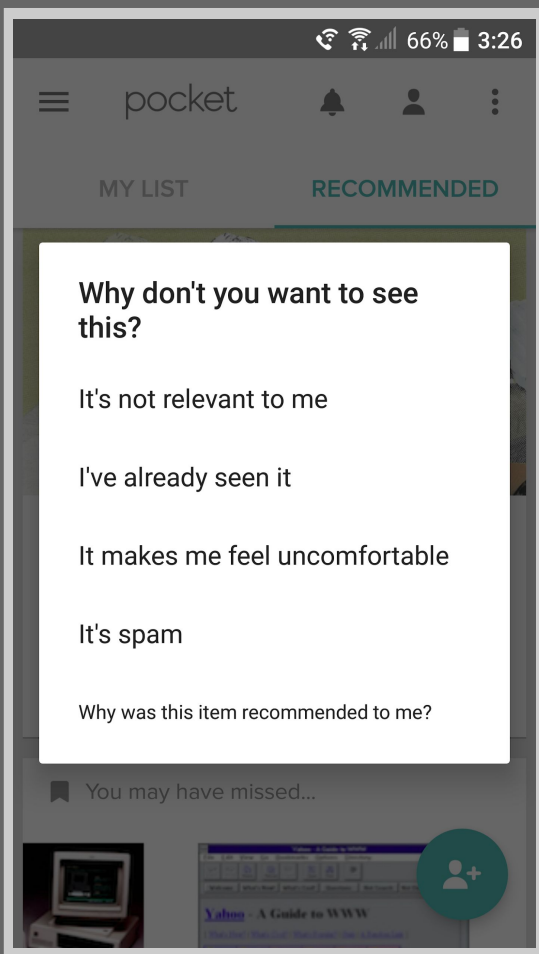 66% 3:26
pocket
MY LIST RECOMMENDED
Why don't you want to see
this?
It's not relevant to me
I've already seen it
It makes me feel uncomfortable
It's spam
Why was this item recommended to me?
You may have missed...
Yahoo - A Guide to WWW